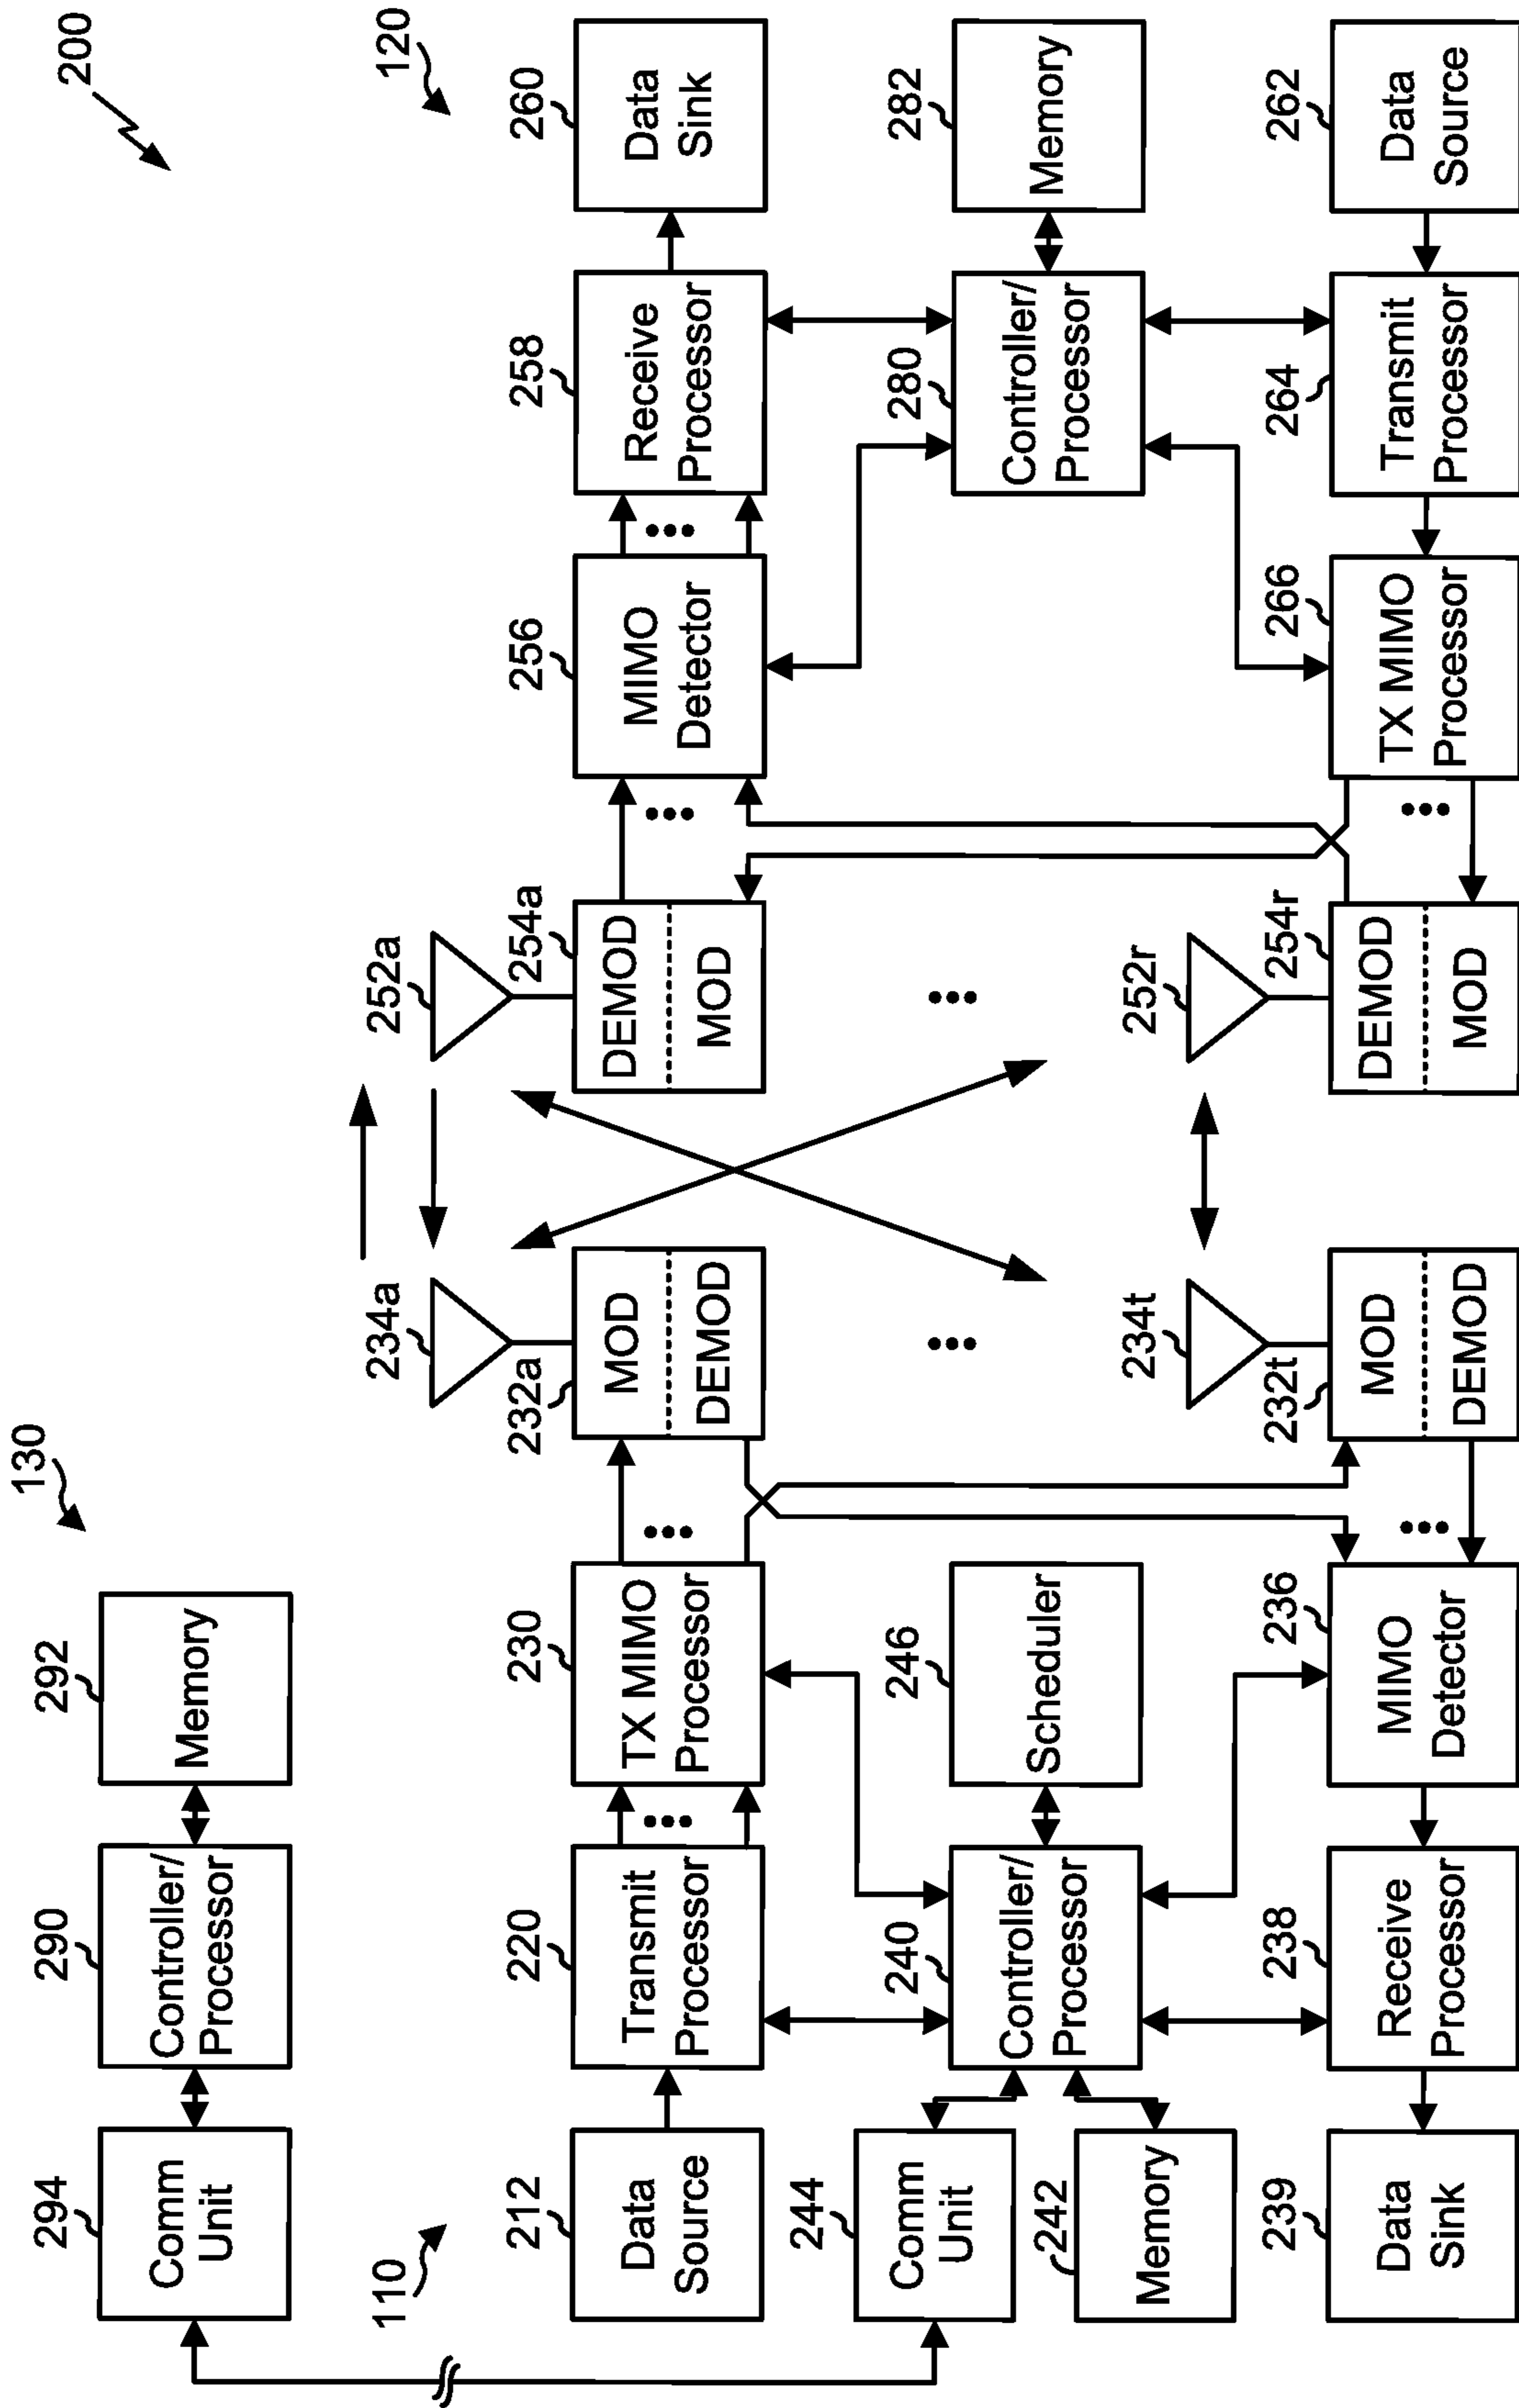 200
130
294
Comm
Unit
290
Controller/
Processor
292
Memory
110
120
234a
252a
212
Data
Source
220
Transmit
Processor
230
TX MIMO
Processor
232a
MOD
DEMOD
254a
DEMOD
MOD
256
MIMO
Detector
258
Receive
Processor
260
Data
Sink
244
Comm
Unit
242
Memory
240
Controller/
Processor
246
Scheduler
280
Controller/
Processor
282
Memory
234t
252r
239
Data
Sink
238
Receive
Processor
236
MIMO
Detector
232t
MOD
DEMOD
254r
DEMOD
MOD
266
TX MIMO
Processor
264
Transmit
Processor
262
Data
Source